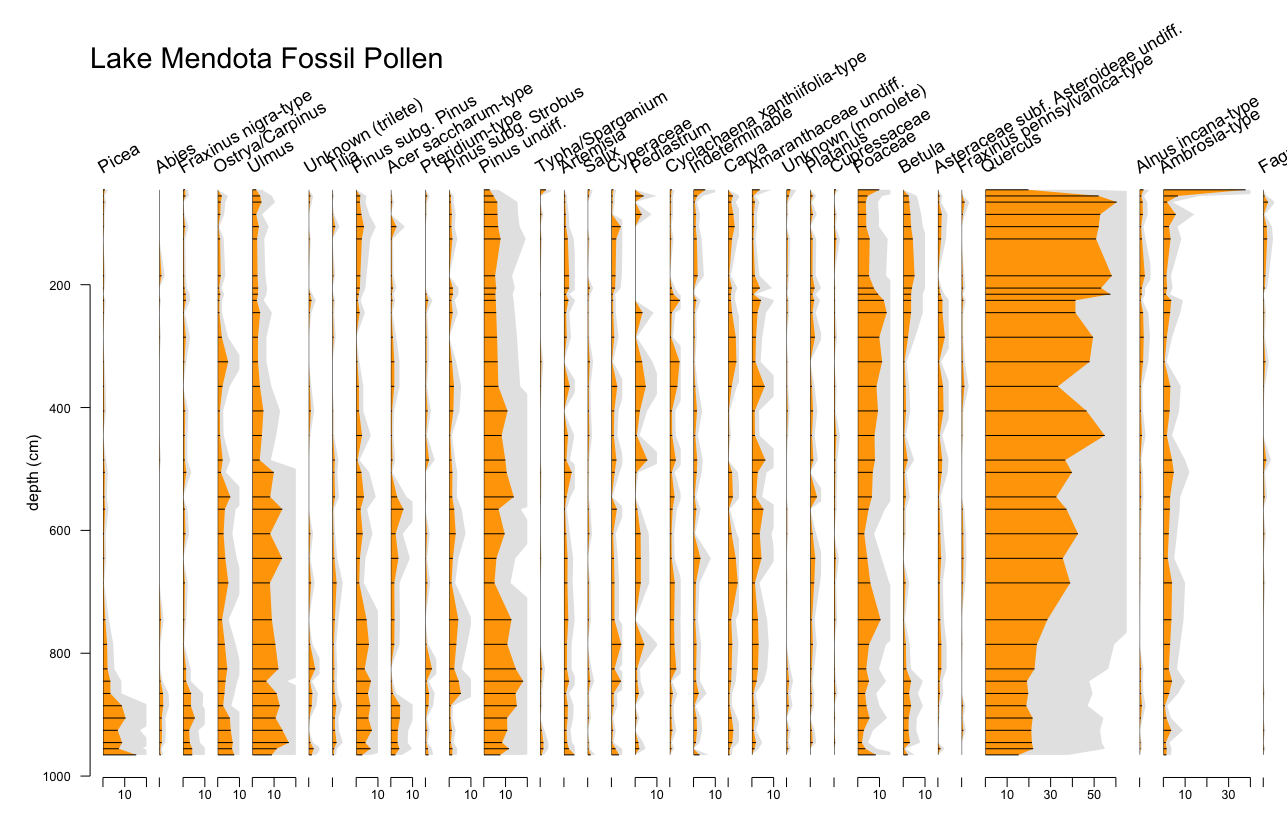 Lake Mendota Fossil Pollen
Picea
Abies
Fraxinus nigra-type
Ostrya/Carpinus
Ulmus
Unknown (trilete)
Tilia
Pinus subg. Pinus
Acer saccharum-type
Pteridium-type
Pinus subg. Strobus
Pinus undiff.
Typha/Sparganium
Artemisia
Salix
Cyperaceae
Pediastrum
Cyclachaena xanthiifolia-type
Indeterminable
Carya
Amaranthaceae undiff.
Unknown (monolete)
Platanus
Cupressaceae
Poaceae
Betula
Asteraceae subf. Asteroideae undiff.
Fraxinus pennsylvanica-type
Quercus
Alnus incana-type
Ambrosia-type
200
400
600
800
1000
depth (cm)
10 10 10 10 10 10 10 10 10 10 10 10 10 10 10 30 50 10 30